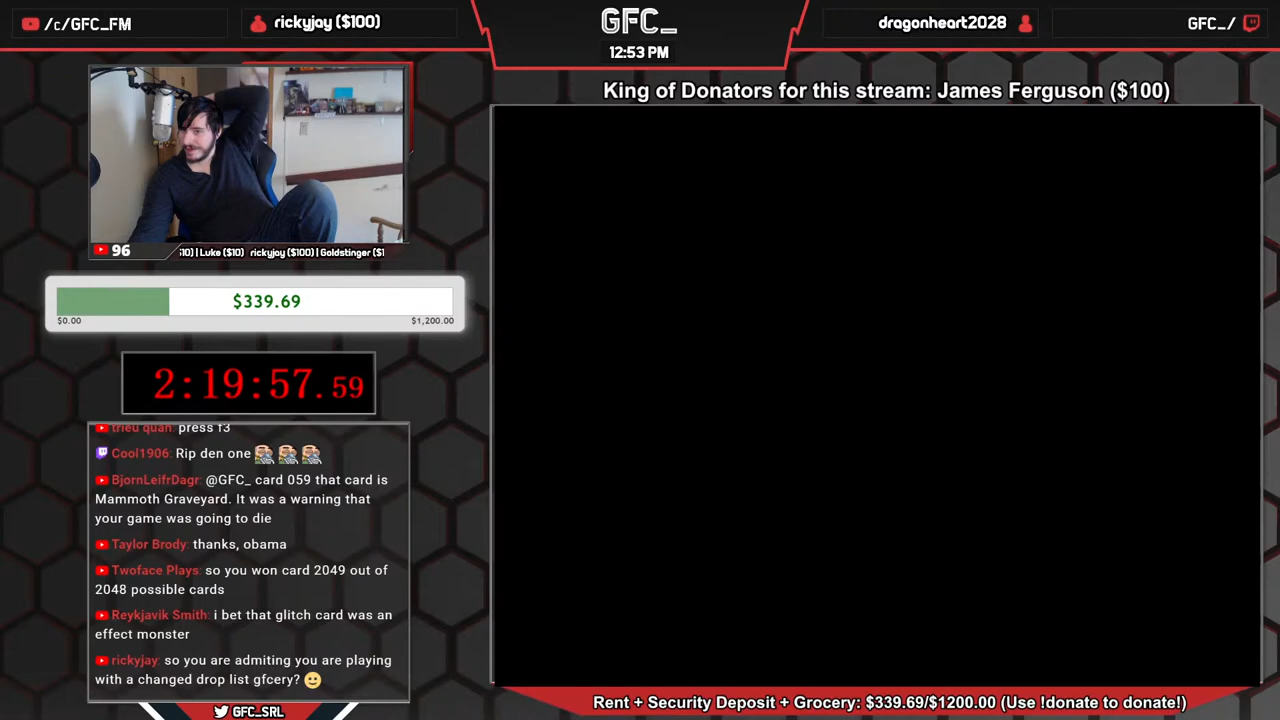 /c/GFC_FM
rickyjay ($100)
GFC_
12:53 PM
dragonheart2028
GFC_/
King of Donators for this stream: James Ferguson ($100)
96
10] | Luke ($10) rickyjay ($100) | Goldstinger ($1
$339.69
$0.00
$1,200.00
2:19:57.59
trieu quan: press f3
Cool1906: Rip den one
BjornLeifrDagr: @GFC_ card 059 that card is
Mammoth Graveyard. It was a warning that
your game was going to die
Taylor Brody: thanks, obama
Twoface Plays: so you won card 2049 out of
2048 possible cards
Reykjavik Smith: i bet that glitch card was an
effect monster
rickyjay: so you are admiting you are playing
with a changed drop list gfcery?
GFC_SRL
Rent + Security Deposit + Grocery: $339.69/$1200.00 (Use !donate to donate!)